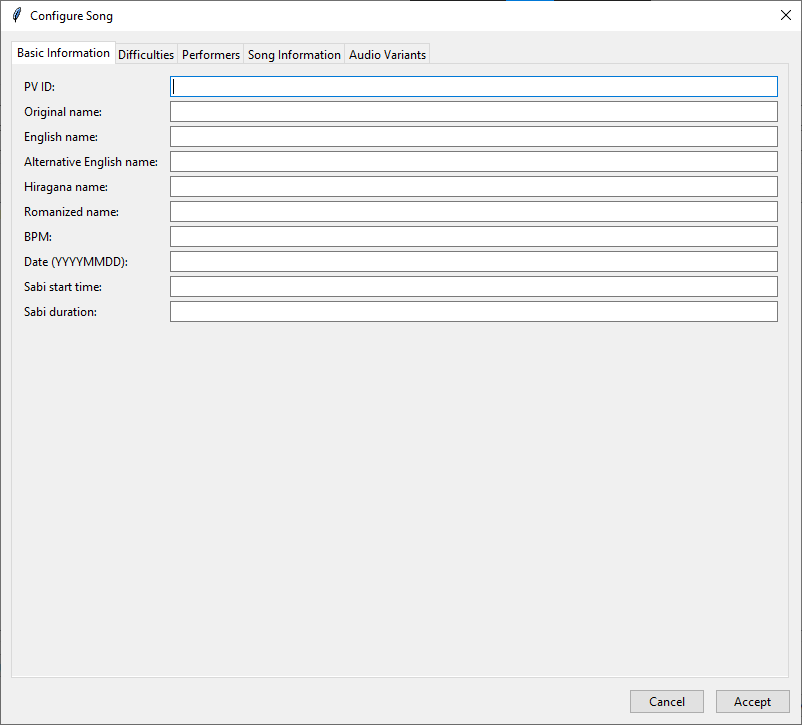 Configure Song
Basic Information Difficulties Performers Song Information Audio Variants
PV ID:
Original name:
English name:
Alternative English name:
Hiragana name:
Romanized name:
BPM:
Date (YYYYMMDD):
Sabi start time:
Sabi duration:
Cancel Accept